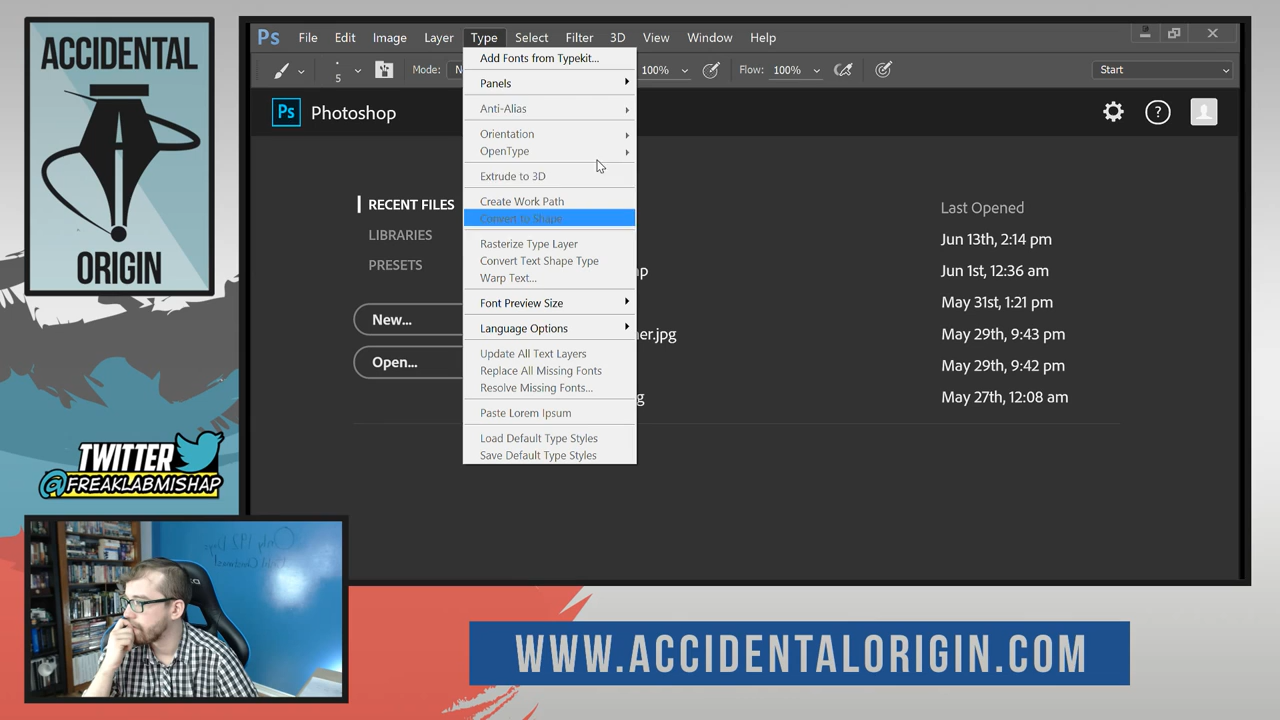 ACCIDENTAL
ORIGIN
TWITTER
@FREAKLABMISHAP
Ps File Edit Image Layer Type Select Filter 3D View Window Help
5 Mode: 100% Flow: 100% Start
Ps Photoshop
RECENT FILES
LIBRARIES
PRESETS
New...
Open...
Add Fonts from Typekit...
Panels
Anti-Alias
Orientation
OpenType
Extrude to 3D
Create Work Path
Convert to Shape
Rasterize Type Layer
Convert Text Shape Type
Warp Text...
Font Preview Size
Language Options
Update All Text Layers
Replace All Missing Fonts
Resolve Missing Fonts...
Paste Lorem Ipsum
Load Default Type Styles
Save Default Type Styles
Last Opened
Jun 13th, 2:14 pm
Jun 1st, 12:36 am
May 31st, 1:21 pm
er.jpg May 29th, 9:43 pm
May 29th, 9:42 pm
May 27th, 12:08 am
WWW.ACCIDENTALORIGIN.COM